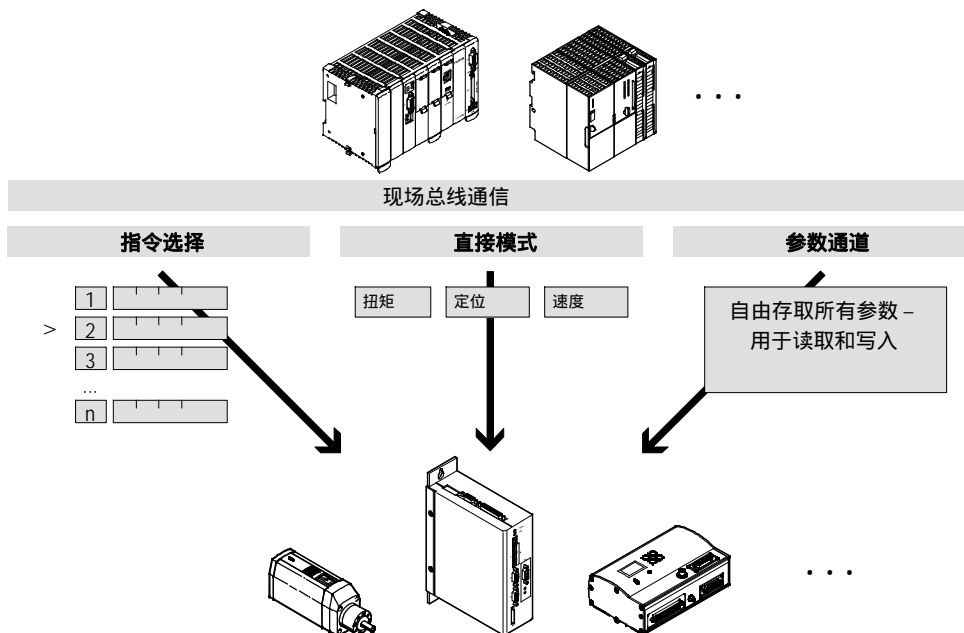 . . .
现场总线通信
指令选择
直接模式
参数通道
1
> 2
3
...
n
扭矩
定位
速度
自由存取所有参数 –
用于读取和写入
. . .